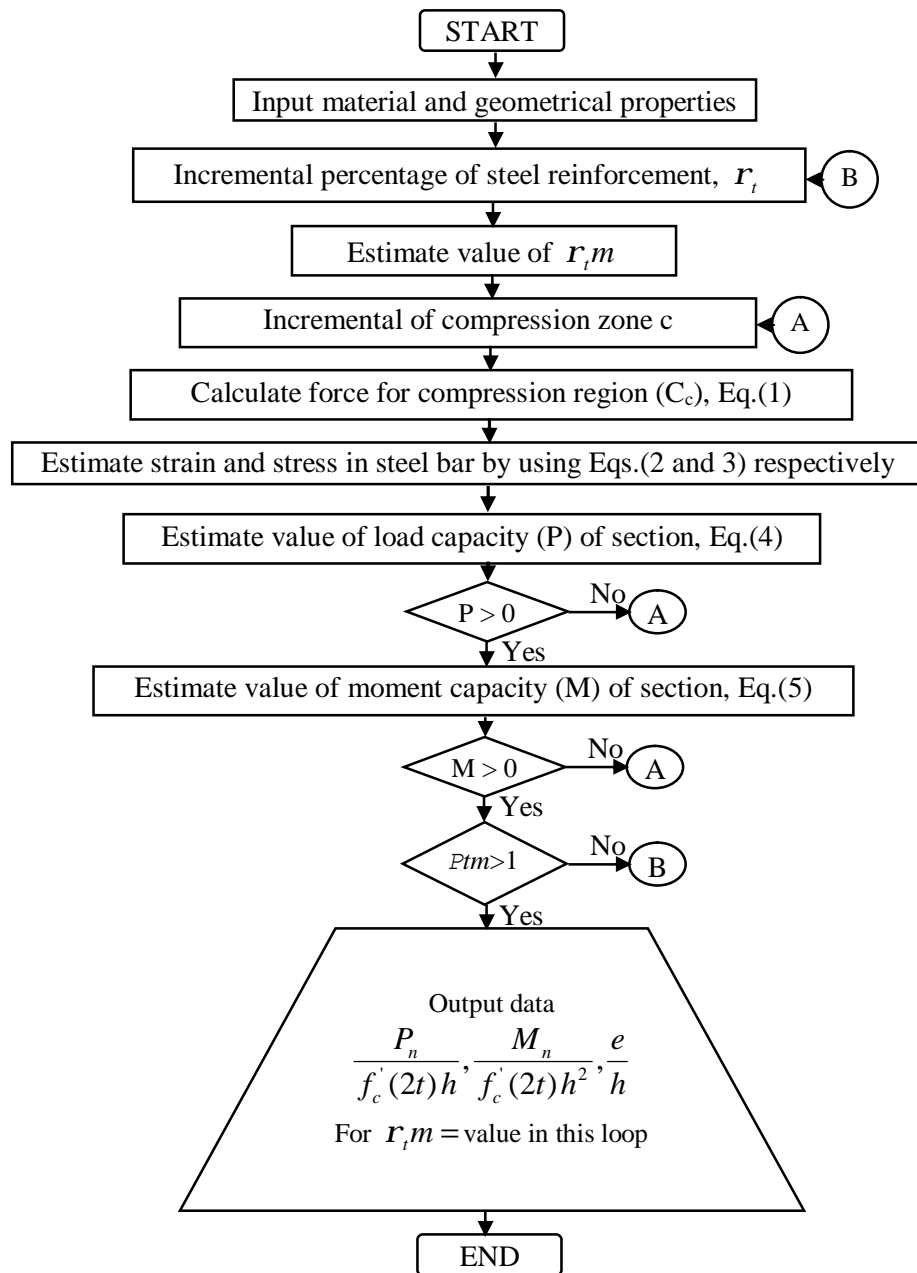 START
Input material and geometrical properties
Incremental percentage of steel reinforcement, r_t
B
Estimate value of r_t m
Incremental of compression zone c
A
Calculate force for compression region (C_c), Eq.(1)
Estimate strain and stress in steel bar by using Eqs.(2 and 3) respectively
Estimate value of load capacity (P) of section, Eq.(4)
P > 0
No
A
Yes
Estimate value of moment capacity (M) of section, Eq.(5)
M > 0
No
A
Yes
Ptm>1
No
B
Yes
Output data
P_n / f_c'(2t)h, M_n / f_c'(2t)h^2, e / h
For r_t m = value in this loop
END